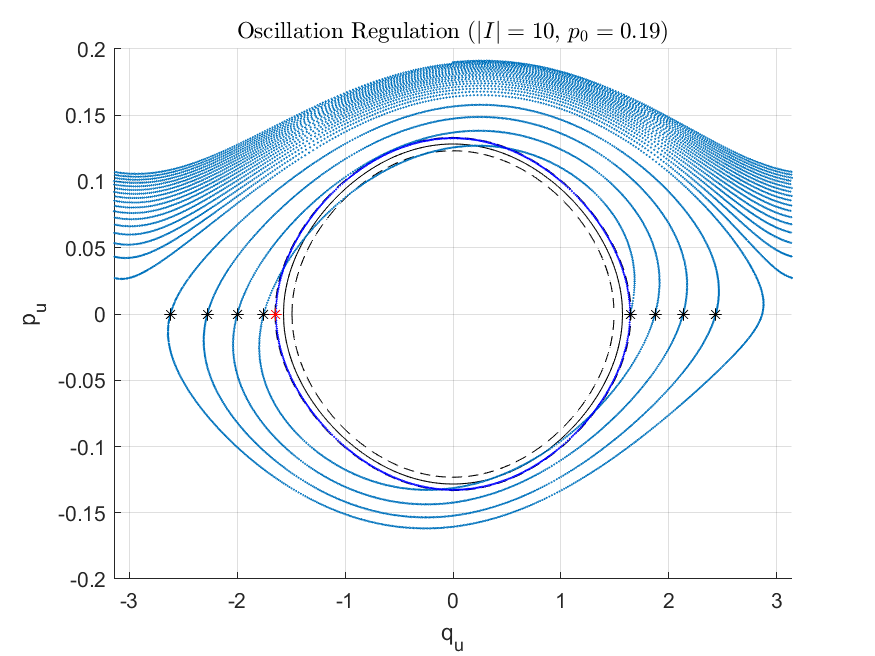 Oscillation Regulation (|I| = 10, p₀ = 0.19)
0.2
0.15
0.1
0.05
0
-0.05
-0.1
-0.15
-0.2
pᵤ
-3 -2 -1 0 1 2 3
qᵤ